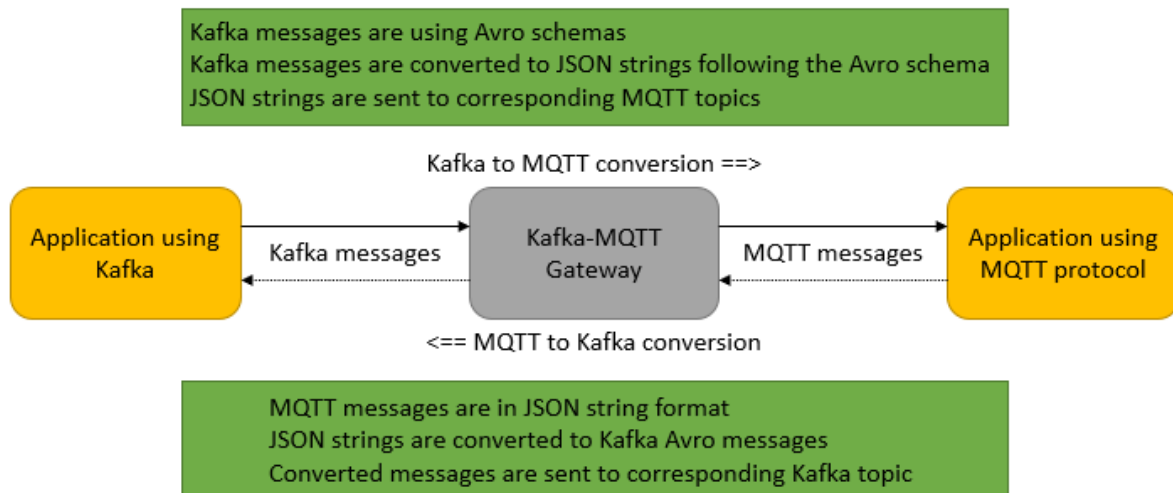 Kafka messages are using Avro schemas
Kafka messages are converted to JSON strings following the Avro schema
JSON strings are sent to corresponding MQTT topics
Kafka to MQTT conversion ==>
Application using
Kafka
Kafka messages
Kafka-MQTT
Gateway
MQTT messages
Application using
MQTT protocol
<== MQTT to Kafka conversion
MQTT messages are in JSON string format
JSON strings are converted to Kafka Avro messages
Converted messages are sent to corresponding Kafka topic